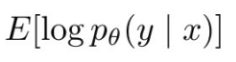 E[log p_θ(y | x)]